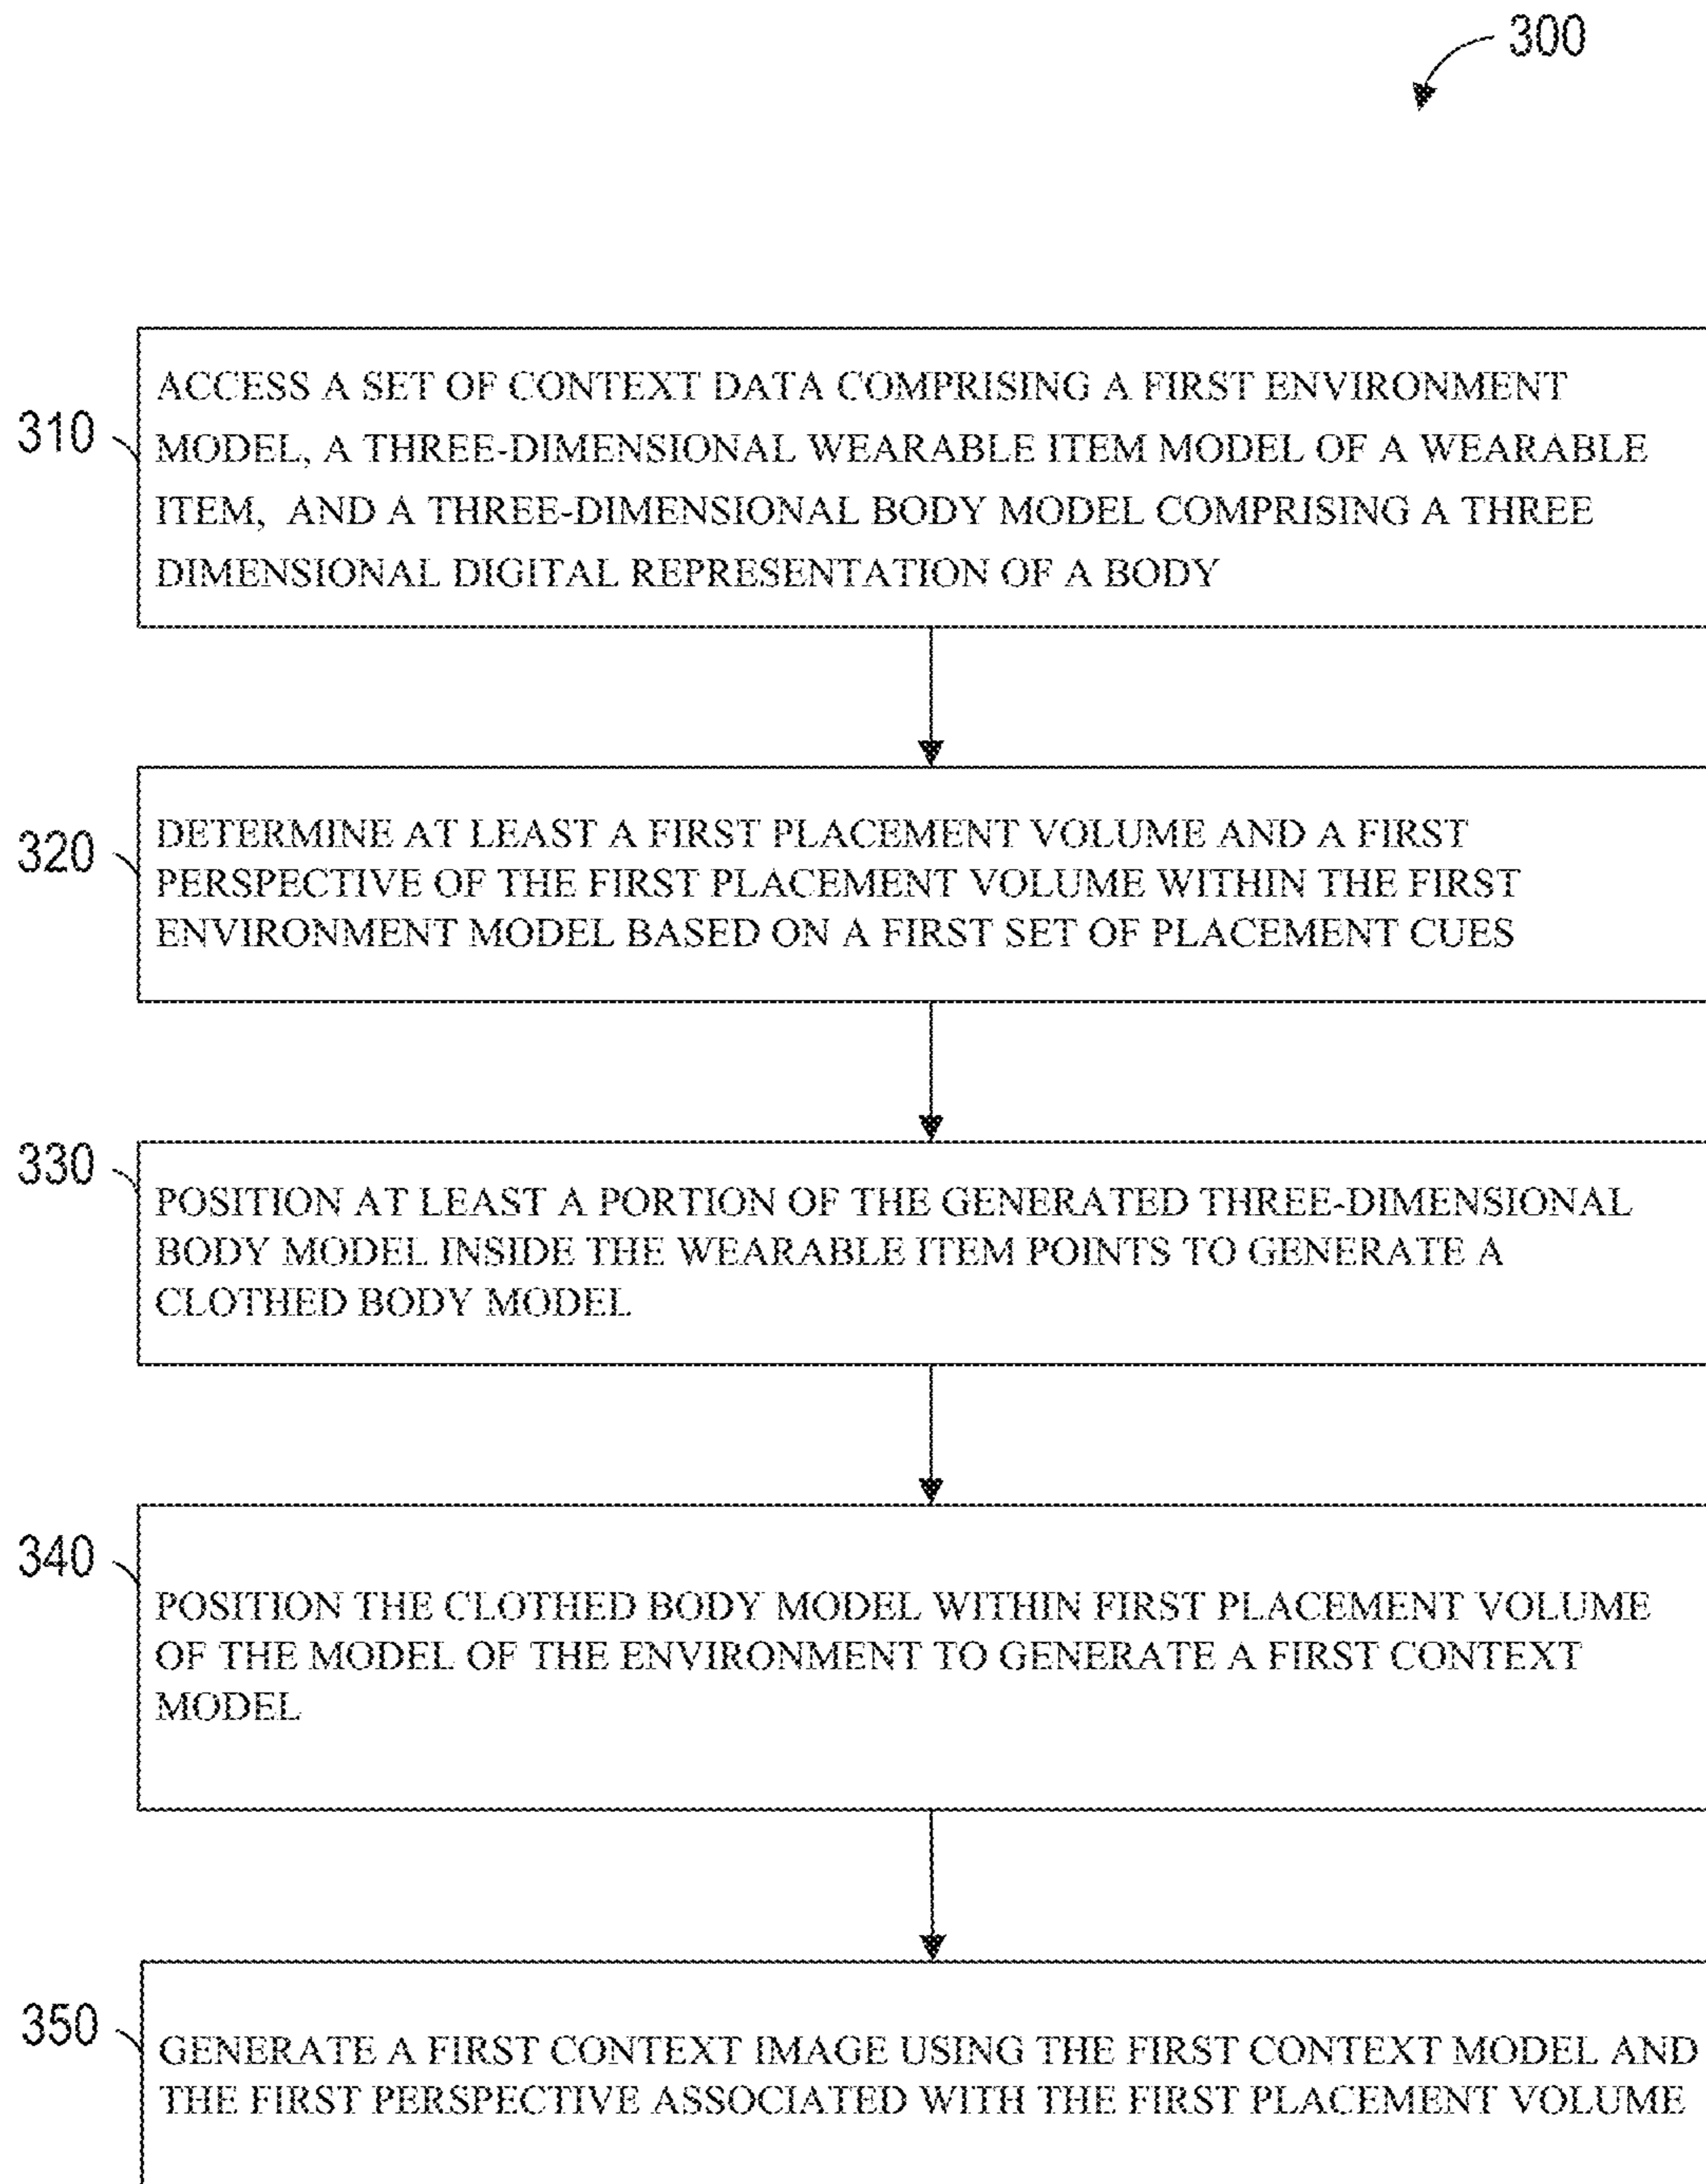 300
310
ACCESS A SET OF CONTEXT DATA COMPRISING A FIRST ENVIRONMENT
MODEL, A THREE-DIMENSIONAL WEARABLE ITEM MODEL OF A WEARABLE
ITEM, AND A THREE-DIMENSIONAL BODY MODEL COMPRISING A THREE
DIMENSIONAL DIGITAL REPRESENTATION OF A BODY
320
DETERMINE AT LEAST A FIRST PLACEMENT VOLUME AND A FIRST
PERSPECTIVE OF THE FIRST PLACEMENT VOLUME WITHIN THE FIRST
ENVIRONMENT MODEL BASED ON A FIRST SET OF PLACEMENT CUES
330
POSITION AT LEAST A PORTION OF THE GENERATED THREE-DIMENSIONAL
BODY MODEL INSIDE THE WEARABLE ITEM POINTS TO GENERATE A
CLOTHED BODY MODEL
340
POSITION THE CLOTHED BODY MODEL WITHIN FIRST PLACEMENT VOLUME
OF THE MODEL OF THE ENVIRONMENT TO GENERATE A FIRST CONTEXT
MODEL
350
GENERATE A FIRST CONTEXT IMAGE USING THE FIRST CONTEXT MODEL AND
THE FIRST PERSPECTIVE ASSOCIATED WITH THE FIRST PLACEMENT VOLUME